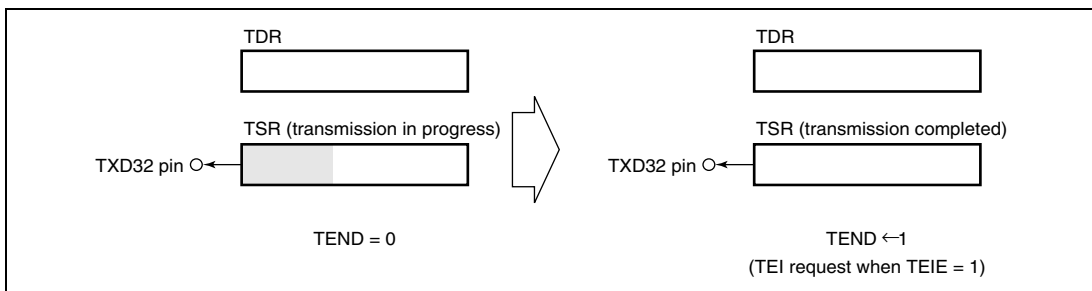 TDR
TSR (transmission in progress)
TXD32 pin
TEND = 0
TDR
TSR (transmission completed)
TXD32 pin
TEND ←1
(TEI request when TEIE = 1)